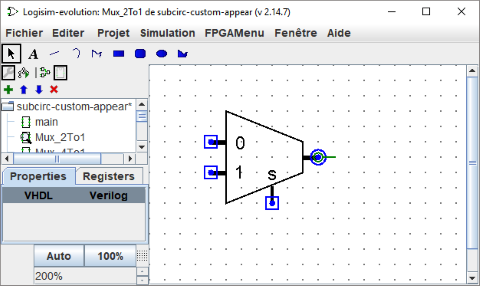 Logisim-evolution: Mux_2To1 de subcirc-custom-appear (v 2.14.7)
Fichier Editer Projet Simulation FPGAMenu Fenêtre Aide
A
subcirc-custom-appear*
main
Mux_2To1
Mux_4To1
Properties Registers
VHDL Verilog
Auto 100%
200%
0
1 s